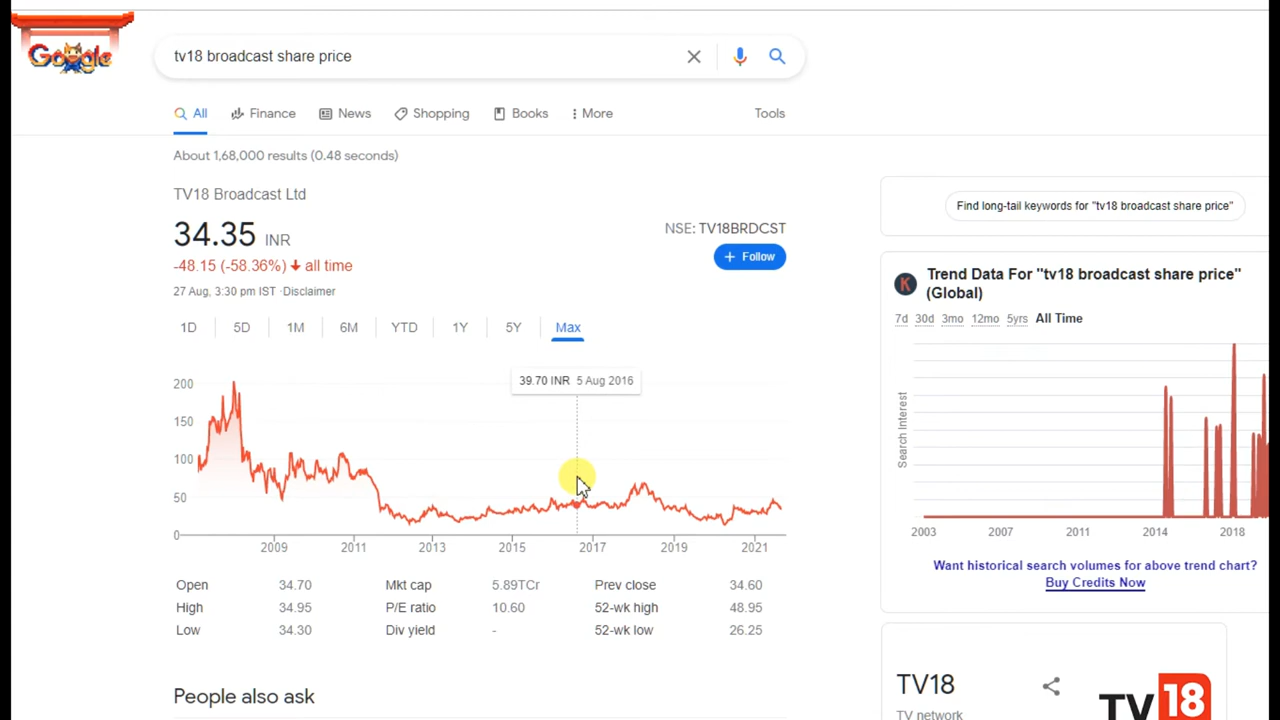 Google
tv18 broadcast share price
All Finance News Shopping Books More Tools
About 1,68,000 results (0.48 seconds)
TV18 Broadcast Ltd
34.35 INR
-48.15 (-58.36%) all time
27 Aug, 3:30 pm IST · Disclaimer
NSE: TV18BRDCST
+ Follow
1D 5D 1M 6M YTD 1Y 5Y Max
39.70 INR 5 Aug 2016
200
150
100
50
0
2009 2011 2013 2015 2017 2019 2021
Open 34.70 Mkt cap 5.89TCr Prev close 34.60
High 34.95 P/E ratio 10.60 52-wk high 48.95
Low 34.30 Div yield - 52-wk low 26.25
People also ask
Find long-tail keywords for "tv18 broadcast share price"
K
Trend Data For "tv18 broadcast share price"
(Global)
7d 30d 3mo 12mo 5yrs All Time
Search Interest
2003 2007 2011 2014 2018
Want historical search volumes for above trend chart?
Buy Credits Now
TV18
TV network
TV 18